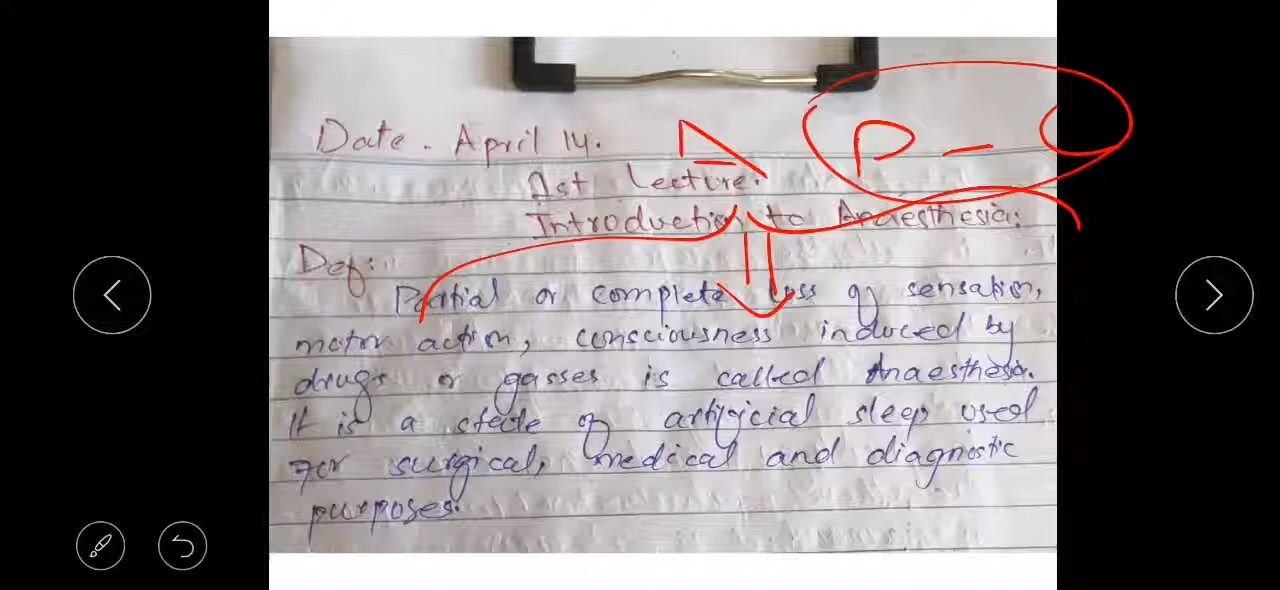 Date. April 14.
1st Lecture.
P
Introduction to Anaesthesia:
Def:
Partial or complete loss of sensation,
motor action, consciousness induced by
drugs or gasses is called Anaesthesia.
It is a state of artificial sleep used
for surgical, medical and diagnostic
purposes.